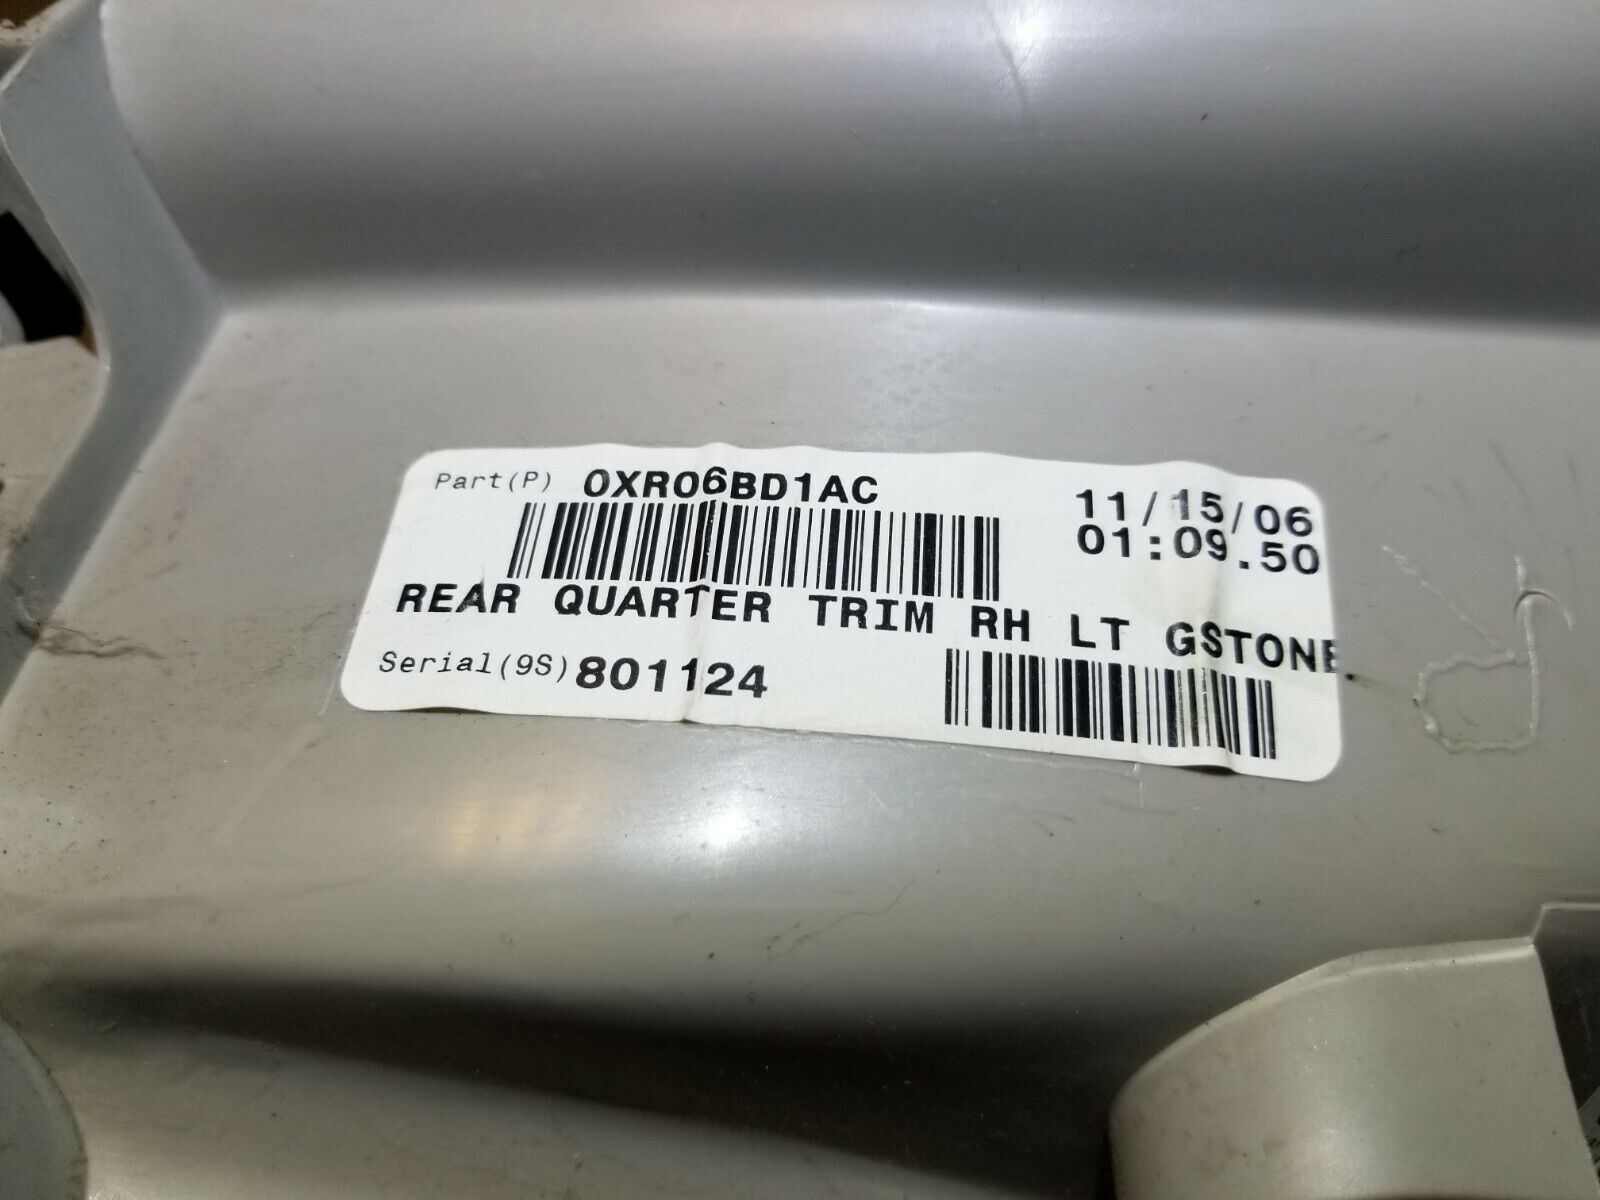 Part(P) 0XR06BD1AC
11/15/06
01:09.50
REAR QUARTER TRIM RH LT GSTONE
Serial(9S) 801124